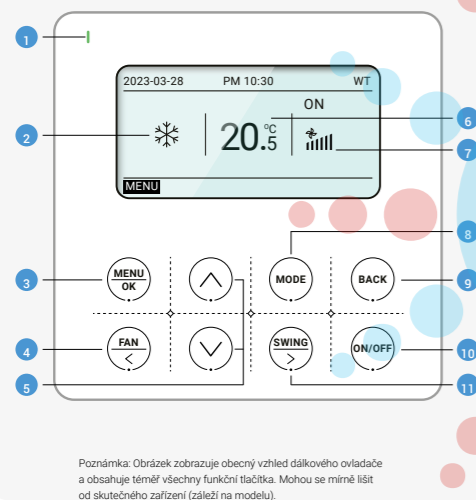 1
2023-03-28 PM 10:30 WT
ON
6
2
20.5 °C
7
MENU
8
3
MENU
OK
MODE
BACK
9
4
FAN
<
SWING
>
ON/OFF
10
5
11
Poznámka: Obrázek zobrazuje obecný vzhled dálkového ovladače
a obsahuje téměř všechny funkční tlačítka. Mohou se mírně lišit
od skutečného zařízení (záleží na modelu).